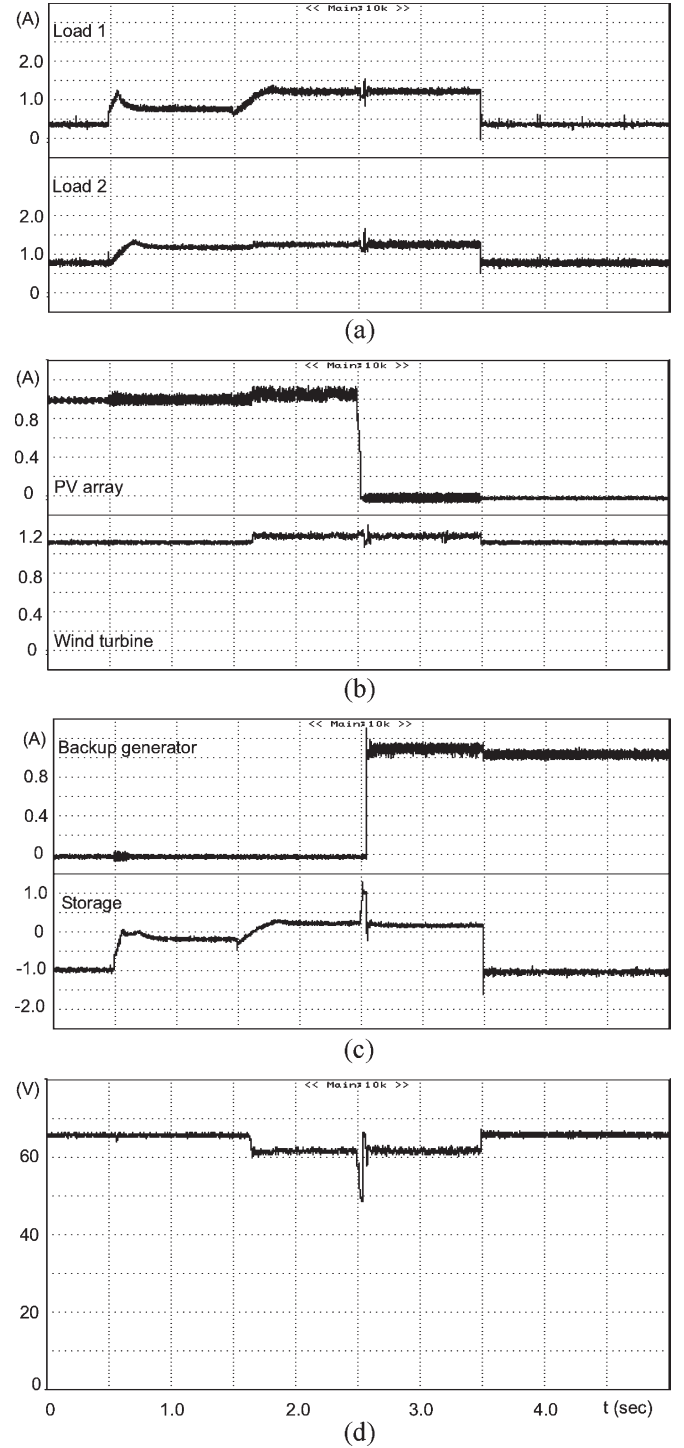 (A)
<< Main:10k >>
Load 1
2.0
1.0
0
Load 2
2.0
1.0
0
(a)
(A)
<< Main:10k >>
0.8
0.4
0
PV array
1.2
0.8
0.4
0
Wind turbine
(b)
(A)
<< Main:10k >>
Backup generator
0.8
0.4
0
1.0
Storage
0
-1.0
-2.0
(c)
(V)
<< Main:10k >>
60
40
20
0
0 1.0 2.0 3.0 4.0 t (sec)
(d)